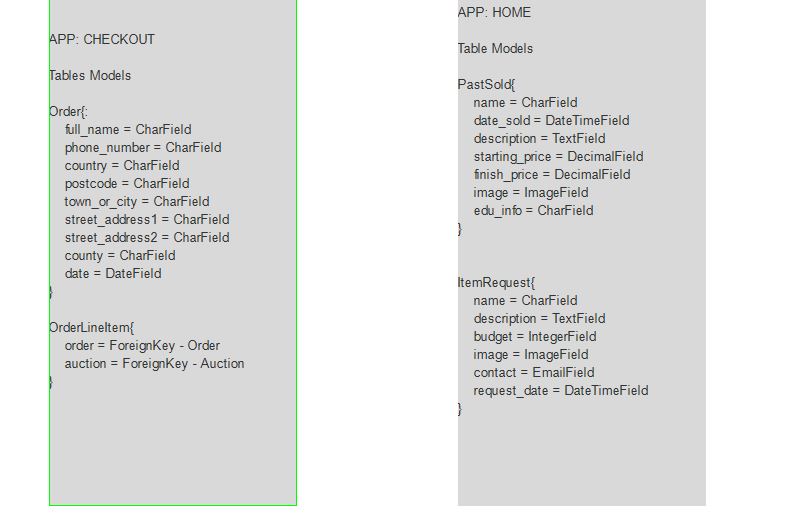 APP: CHECKOUT
Tables Models
Order{:
full_name = CharField
phone_number = CharField
country = CharField
postcode = CharField
town_or_city = CharField
street_address1 = CharField
street_address2 = CharField
county = CharField
date = DateField
}
OrderLineItem{
order = ForeignKey - Order
auction = ForeignKey - Auction
}
APP: HOME
Table Models
PastSold{
name = CharField
date_sold = DateTimeField
description = TextField
starting_price = DecimalField
finish_price = DecimalField
image = ImageField
edu_info = CharField
}
ItemRequest{
name = CharField
description = TextField
budget = IntegerField
image = ImageField
contact = EmailField
request_date = DateTimeField
}